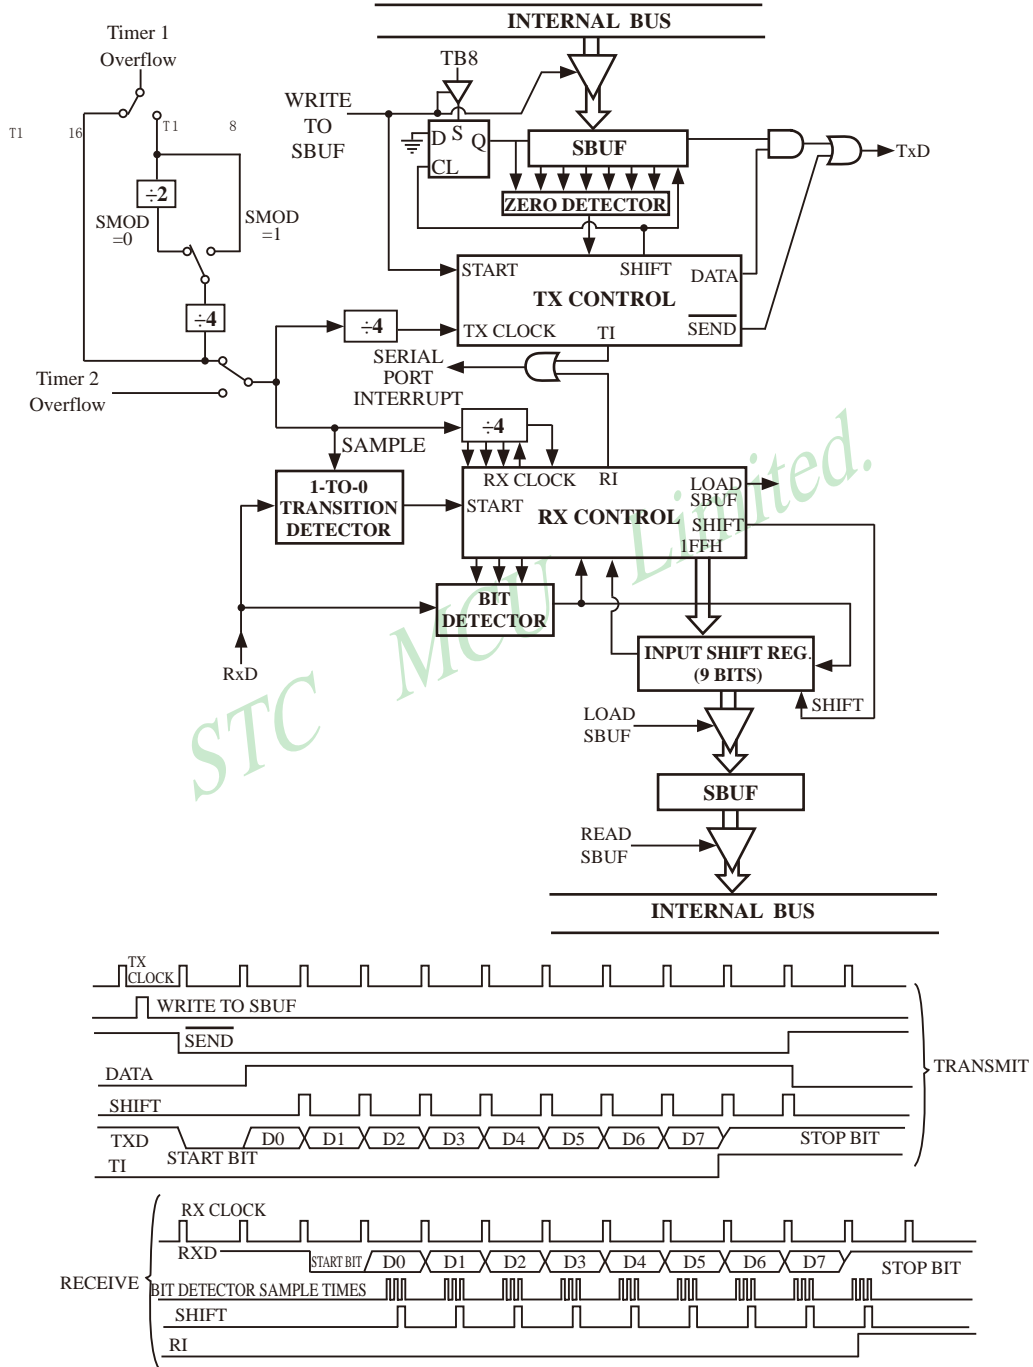 INTERNAL BUS
Timer 1
Overflow
TB8
T1
16
T1
8
WRITE
TO
SBUF
D
S
Q
CL
SBUF
TxD
÷2
ZERO DETECTOR
SMOD
=0
SMOD
=1
START
SHIFT
DATA
TX CONTROL
÷4
÷4
TX CLOCK
TI
SEND
SERIAL
PORT
INTERRUPT
Timer 2
Overflow
÷4
SAMPLE
1-TO-0
TRANSITION
DETECTOR
RX CLOCK
RI
LOAD
SBUF
START
RX CONTROL
SHIFT
1FFH
BIT
DETECTOR
RxD
INPUT SHIFT REG.
(9 BITS)
SHIFT
LOAD
SBUF
SBUF
READ
SBUF
INTERNAL BUS
STC MCU Limited.
TX
CLOCK
WRITE TO SBUF
SEND
TRANSMIT
DATA
SHIFT
TXD
START BIT
D0 D1 D2 D3 D4 D5 D6 D7
STOP BIT
TI
RX CLOCK
RXD
START BIT
D0 D1 D2 D3 D4 D5 D6 D7
STOP BIT
RECEIVE
BIT DETECTOR SAMPLE TIMES
SHIFT
RI